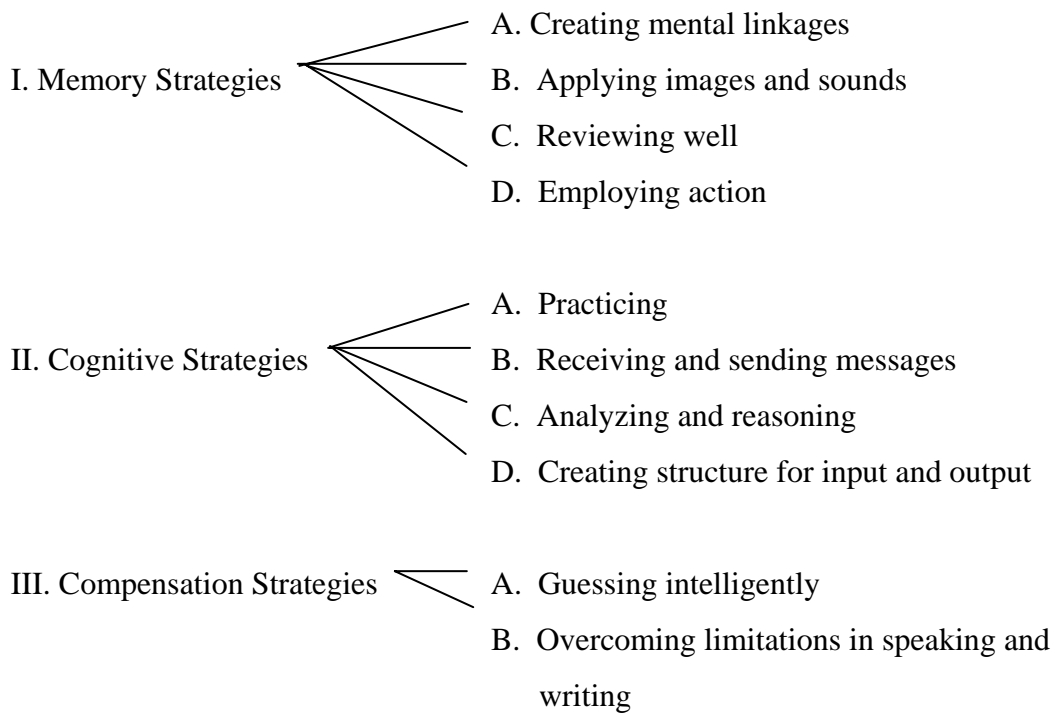 I. Memory Strategies
A. Creating mental linkages
B. Applying images and sounds
C. Reviewing well
D. Employing action
II. Cognitive Strategies
A. Practicing
B. Receiving and sending messages
C. Analyzing and reasoning
D. Creating structure for input and output
III. Compensation Strategies
A. Guessing intelligently
B. Overcoming limitations in speaking and
writing